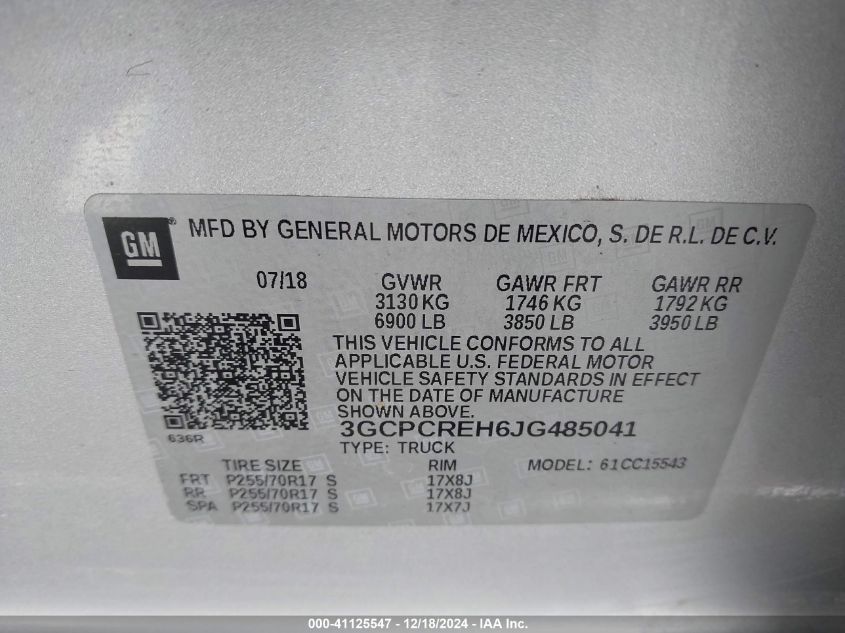 GM®
MFD BY GENERAL MOTORS DE MEXICO, S. DE R.L. DE C.V.
07/18 GVWR GAWR FRT GAWR RR
3130 KG 1746 KG 1792 KG
6900 LB 3850 LB 3950 LB
THIS VEHICLE CONFORMS TO ALL
APPLICABLE U.S. FEDERAL MOTOR
VEHICLE SAFETY STANDARDS IN EFFECT
ON THE DATE OF MANUFACTURE
SHOWN ABOVE.
636R
3GCPCREH6JG485041
TYPE: TRUCK
TIRE SIZE RIM MODEL: 61CC15543
FRT P255/70R17 S 17X8J
RR P255/70R17 S 17X8J
SPA P255/70R17 S 17X7J
000-41125547 - 12/18/2024 - IAA Inc.